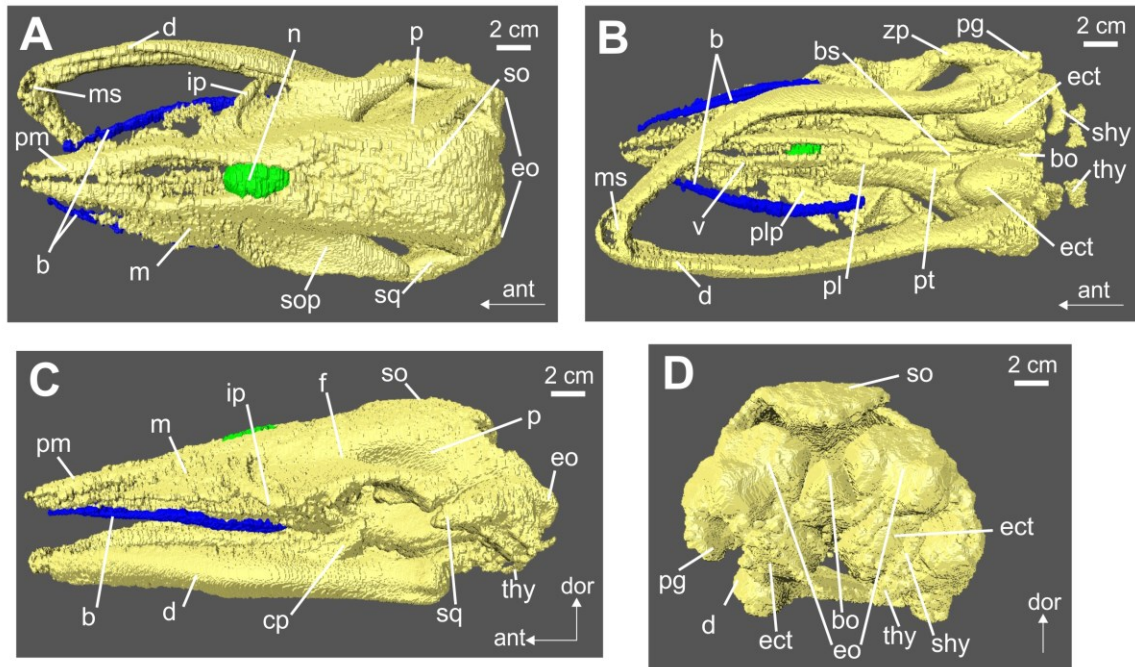 A
d
n
p
2 cm
ip
so
ms
pm
eo
b
m
sop
sq
ant
B
b
zp
pg
2 cm
bs
ect
shy
bo
thy
ms
v
plp
ect
d
pl
pt
ant
C
so
2 cm
f
ip
m
p
pm
eo
b
d
cp
sq
thy
dor
ant
D
so
2 cm
ect
pg
d
ect
bo
eo
thy
shy
dor